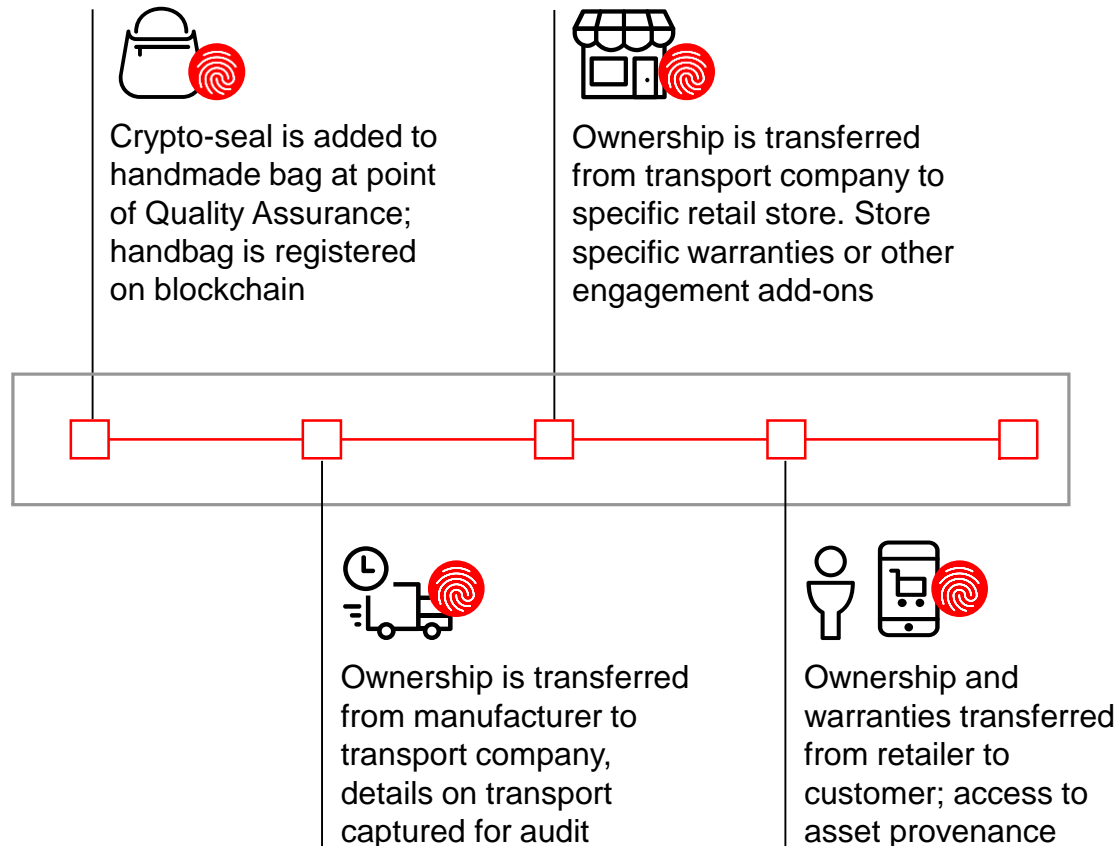 Crypto-seal is added to
handmade bag at point
of Quality Assurance;
handbag is registered
on blockchain
Ownership is transferred
from transport company to
specific retail store. Store
specific warranties or other
engagement add-ons
Ownership is transferred
from manufacturer to
transport company,
details on transport
captured for audit
Ownership and
warranties transferred
from retailer to
customer; access to
asset provenance